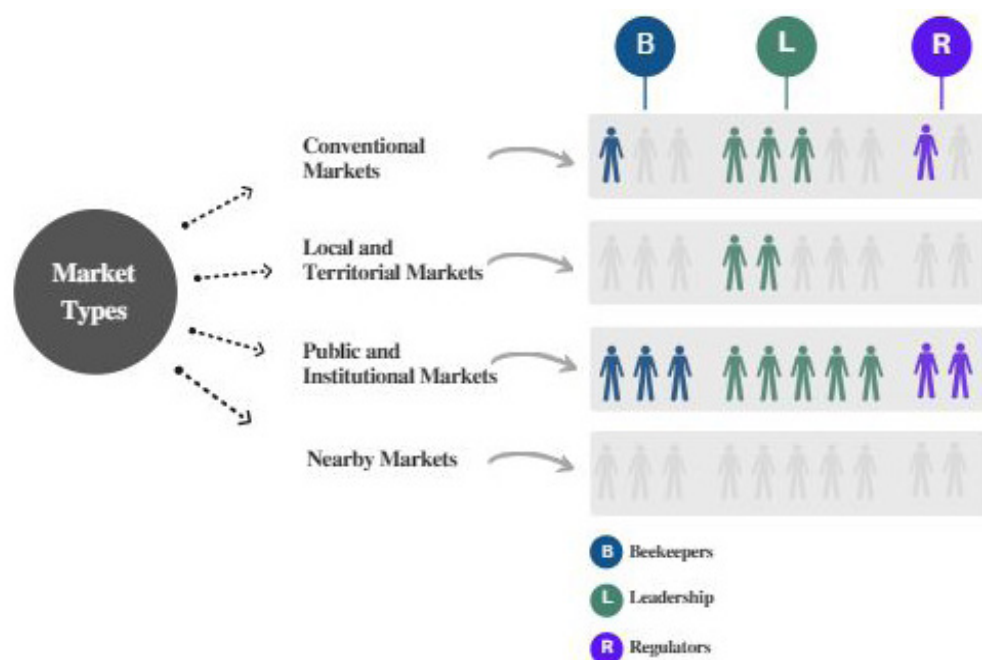 B
L
R
Conventional
Markets
Local and
Territorial Markets
Market
Types
Public and
Institutional Markets
Nearby Markets
B Beekeepers
L Leadership
R Regulators